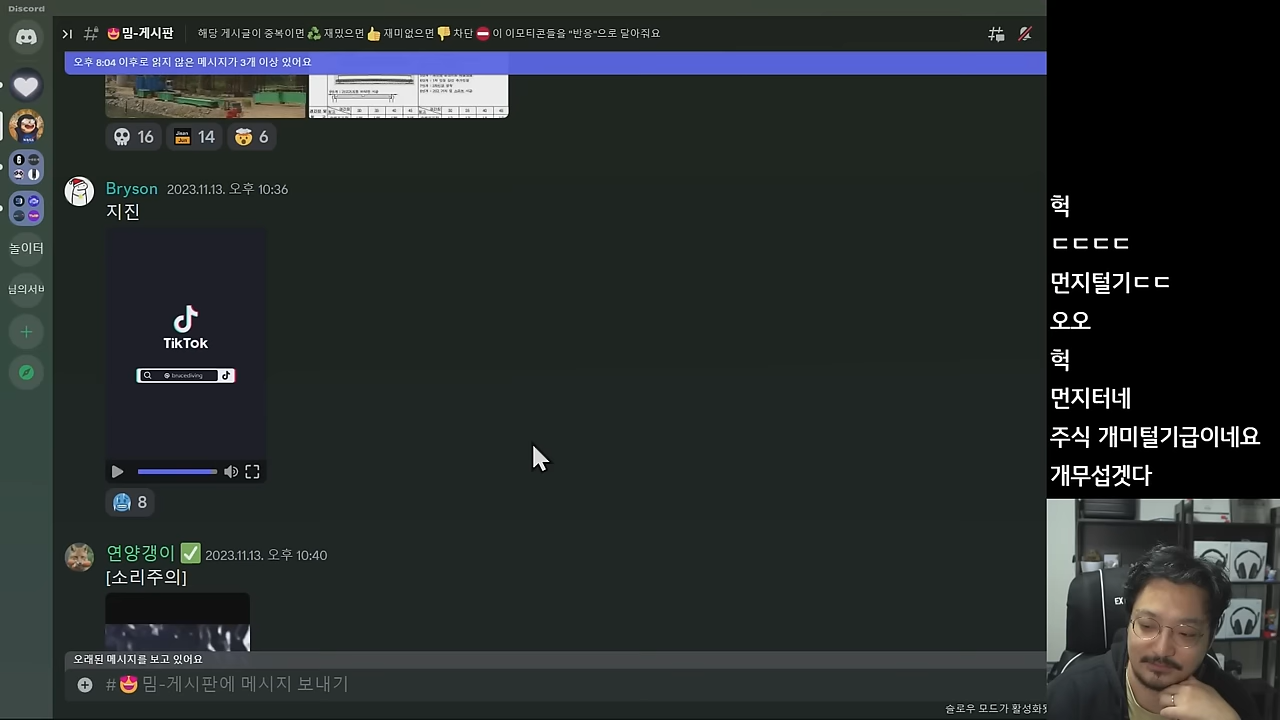 Discord
밈-게시판
해당 게시글이 중복이면 ♻️ 재밌으면 👍 재미없으면 👎 차단 ⛔ 이 이모티콘들을 "반응"으로 달아줘요
오후 8:04 이후로 읽지 않은 메시지가 3개 이상 있어요
16
14
6
Bryson 2023.11.13. 오후 10:36
지진
TikTok
brucediving
8
연양갱이 ✅ 2023.11.13. 오후 10:40
[소리주의]
오래된 메시지를 보고 있어요
#😍밈-게시판에 메시지 보내기
슬로우 모드가 활성화
놀이터
님의서버
헉
ㄷㄷㄷㄷ
먼지털기ㄷㄷ
오오
헉
먼지터네
주식 개미털기급이네요
개무섭겟다
EX